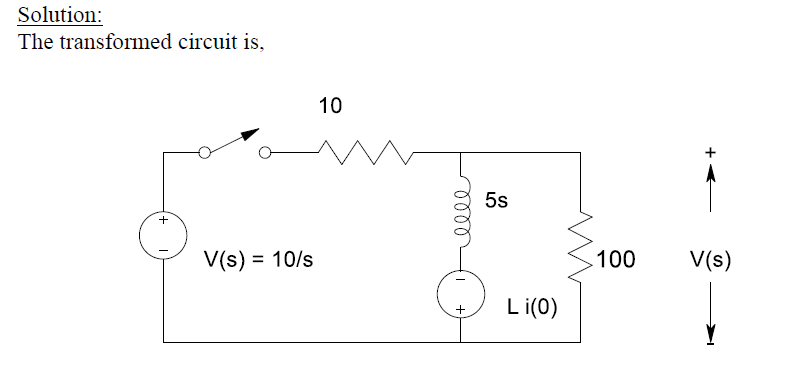 Solution:
The transformed circuit is,
10
+
5s
+
V(s) = 10/s
100
V(s)
−
−
L i(0)
+